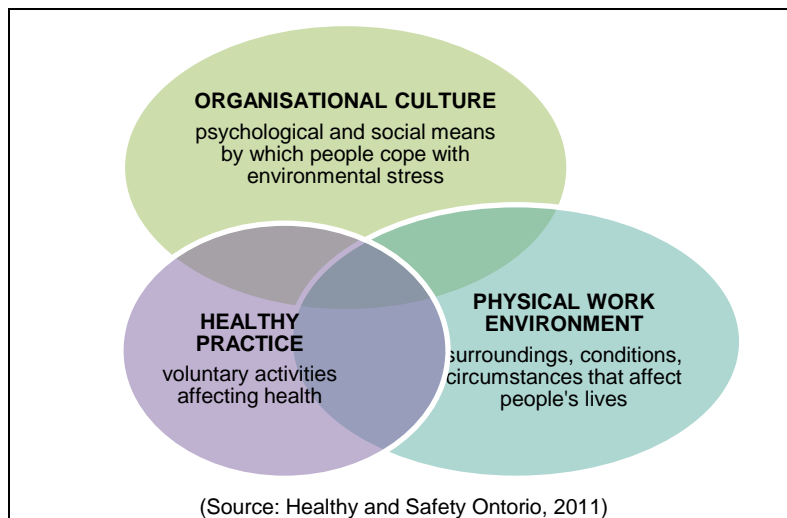 ORGANISATIONAL CULTURE
psychological and social means
by which people cope with
environmental stress
HEALTHY
PRACTICE
voluntary activities
affecting health
PHYSICAL WORK
ENVIRONMENT
surroundings, conditions,
circumstances that affect
people's lives
(Source: Healthy and Safety Ontorio, 2011)